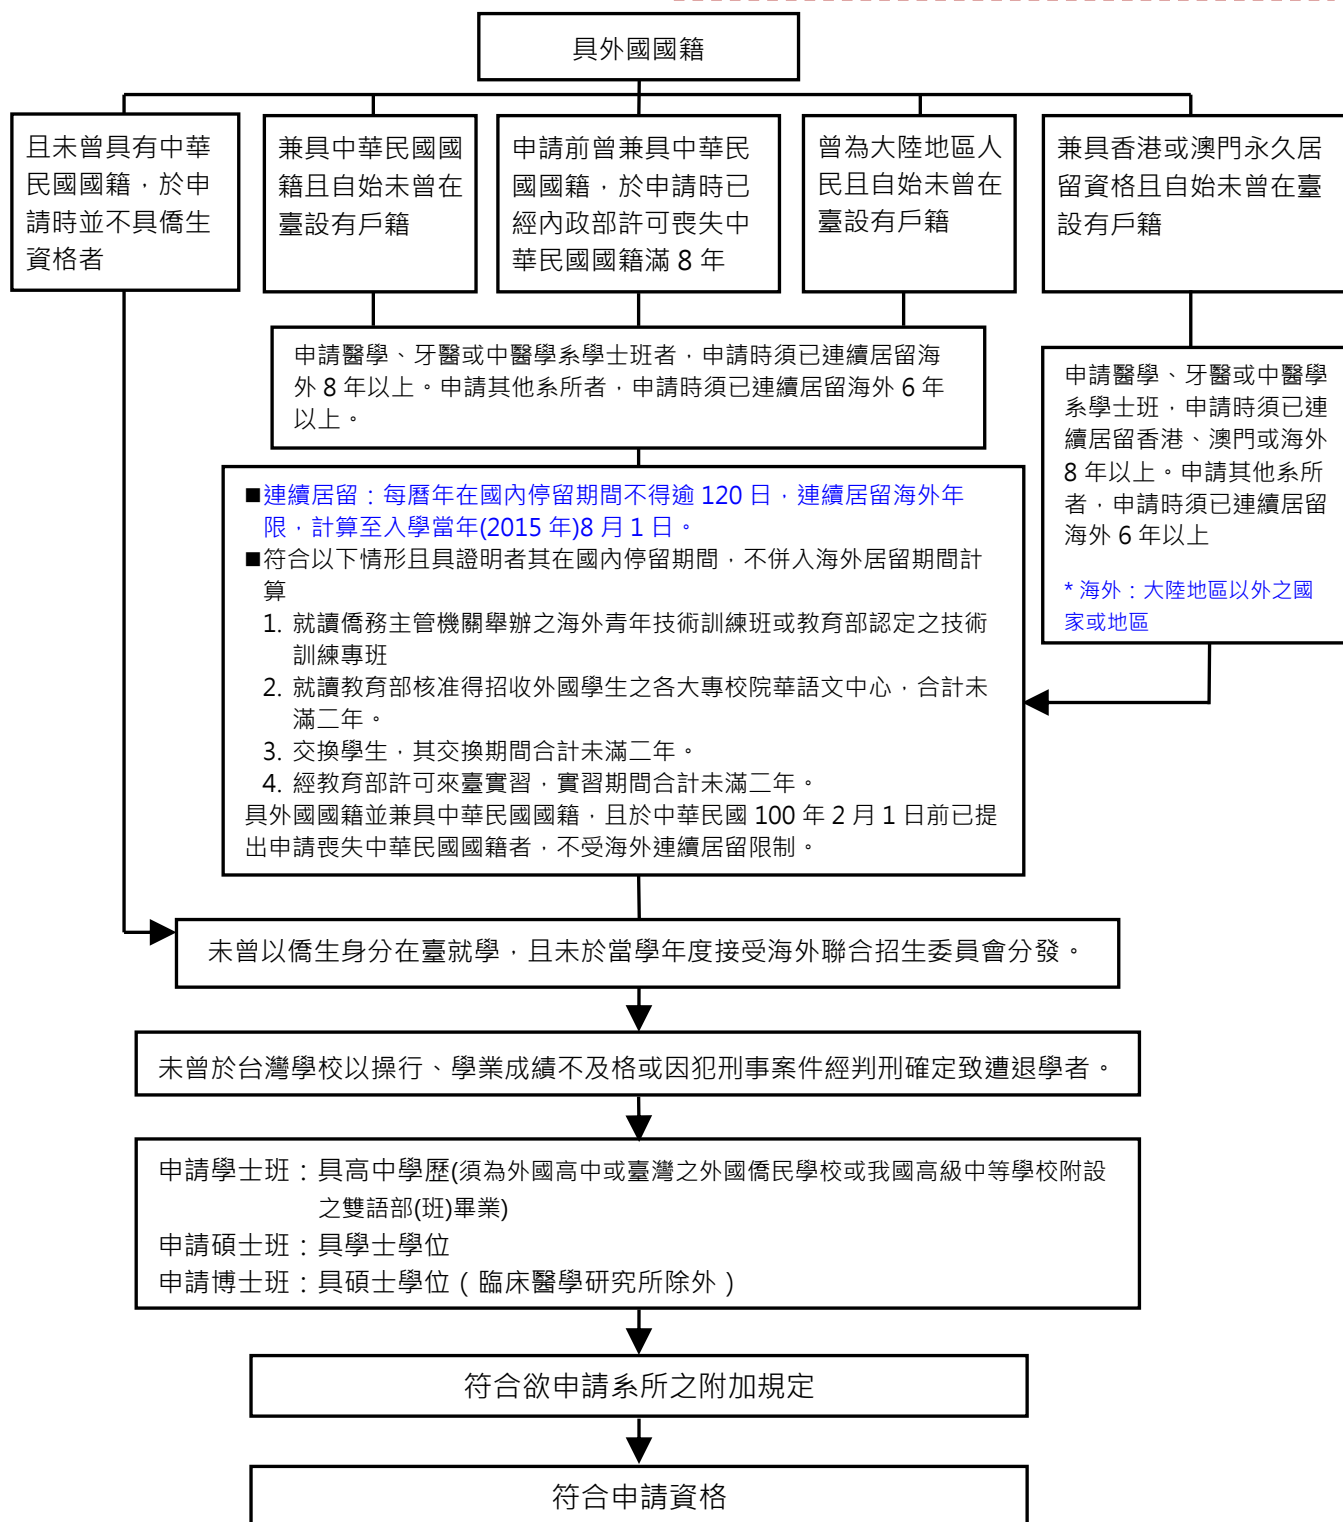 具外國國籍
且未曾具有中華
民國國籍，於申
請時並不具僑生
資格者
兼具中華民國國
籍且自始未曾在
臺設有戶籍
申請前曾兼具中華民
國國籍，於申請時已
經內政部許可喪失中
華民國國籍滿 8 年
曾為大陸地區人
民且自始未曾在
臺設有戶籍
兼具香港或澳門永久居
留資格且自始未曾在臺
設有戶籍
申請醫學、牙醫或中醫學系學士班者，申請時須已連續居留海
外 8 年以上。申請其他系所者，申請時須已連續居留海外 6 年
以上。
申請醫學、牙醫或中醫學
系學士班，申請時須已連
續居留香港、澳門或海外
8 年以上。申請其他系所
者，申請時須已連續居留
海外 6 年以上
* 海外：大陸地區以外之國
家或地區
■連續居留：每曆年在國內停留期間不得逾 120 日，連續居留海外年
限，計算至入學當年(2015 年)8 月 1 日。
■符合以下情形且具證明者其在國內停留期間，不併入海外居留期間計
算
1. 就讀僑務主管機關舉辦之海外青年技術訓練班或教育部認定之技術
訓練專班
2. 就讀教育部核准得招收外國學生之各大專校院華語文中心，合計未
滿二年。
3. 交換學生，其交換期間合計未滿二年。
4. 經教育部許可來臺實習，實習期間合計未滿二年。
具外國國籍並兼具中華民國國籍，且於中華民國 100 年 2 月 1 日前已提
出申請喪失中華民國國籍者，不受海外連續居留限制。
未曾以僑生身分在臺就學，且未於當學年度接受海外聯合招生委員會分發。
未曾於台灣學校以操行、學業成績不及格或因犯刑事案件經判刑確定致遭退學者。
申請學士班：具高中學歷(須為外國高中或臺灣之外國僑民學校或我國高級中等學校附設
之雙語部(班)畢業)
申請碩士班：具學士學位
申請博士班：具碩士學位（臨床醫學研究所除外）
符合欲申請系所之附加規定
符合申請資格